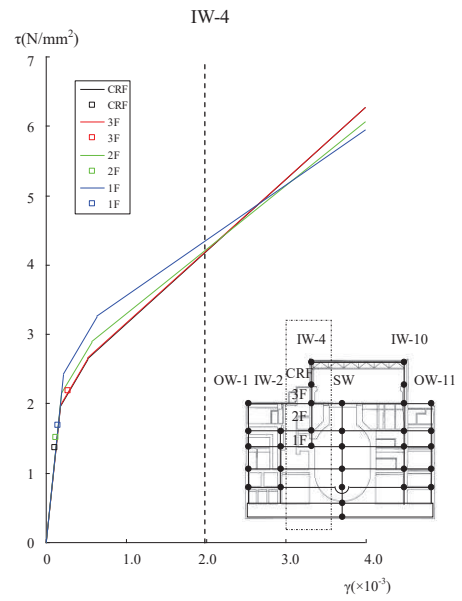 IW-4
τ(N/mm²)
7
6
5
4
3
2
1
0
CRF
CRF
3F
3F
2F
2F
1F
1F
IW-4
IW-10
CRF
OW-1
IW-2
SW
OW-11
3F
2F
1F
1.0
2.0
3.0
4.0
γ(×10⁻³)